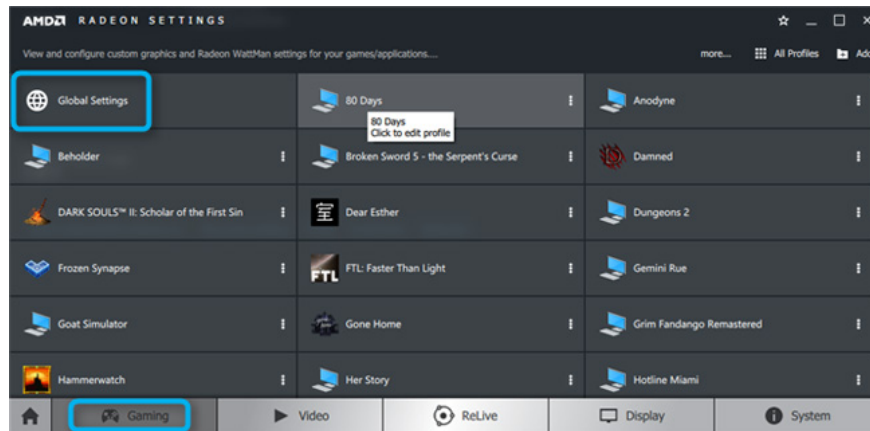 AMD RADEON SETTINGS
View and configure custom graphics and Radeon WattMan settings for your games/applications.... more... All Profiles Add
Global Settings 80 Days Anodyne
80 Days
Click to edit profile
Beholder Broken Sword 5 - the Serpent's Curse Damned
DARK SOULS™ II: Scholar of the First Sin 室 Dear Esther Dungeons 2
Frozen Synapse FTL FTL: Faster Than Light Gemini Rue
Goat Simulator Gone Home Grim Fandango Remastered
Hammerwatch Her Story Hotline Miami
Gaming Video ReLive Display System